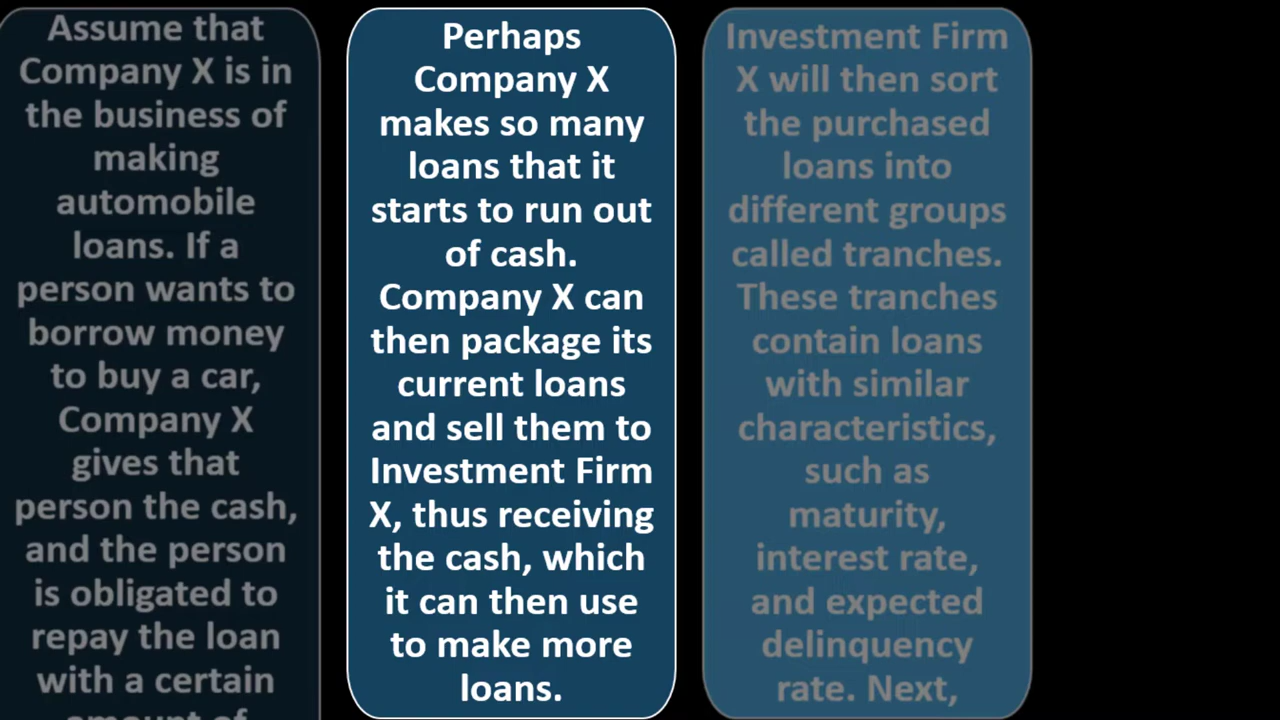 Assume that
Company X is in
the business of
making
automobile
loans. If a
person wants to
borrow money
to buy a car,
Company X
gives that
person the cash,
and the person
is obligated to
repay the loan
with a certain
amount of
Perhaps
Company X
makes so many
loans that it
starts to run out
of cash.
Company X can
then package its
current loans
and sell them to
Investment Firm
X, thus receiving
the cash, which
it can then use
to make more
loans.
Investment Firm
X will then sort
the purchased
loans into
different groups
called tranches.
These tranches
contain loans
with similar
characteristics,
such as
maturity,
interest rate,
and expected
delinquency
rate. Next,